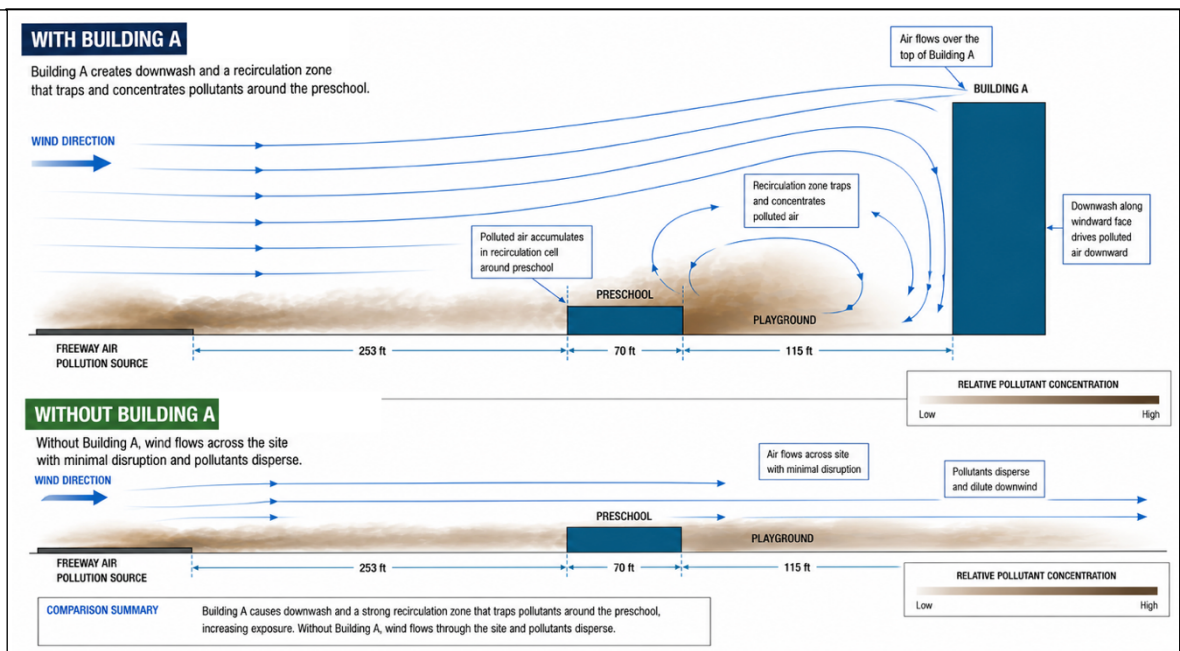 WITH BUILDING A
Building A creates downwash and a recirculation zone
that traps and concentrates pollutants around the preschool.
Air flows over the
top of Building A
BUILDING A
WIND DIRECTION
Recirculation zone traps
and concentrates
polluted air
Downwash along
windward face
drives polluted
air downward
Polluted air accumulates
in recirculation cell
around preschool
PRESCHOOL
PLAYGROUND
FREEWAY AIR
POLLUTION SOURCE
253 ft
70 ft
115 ft
RELATIVE POLLUTANT CONCENTRATION
Low High
WITHOUT BUILDING A
Without Building A, wind flows across the site
with minimal disruption and pollutants disperse.
WIND DIRECTION
Air flows across site
with minimal disruption
Pollutants disperse
and dilute downwind
PRESCHOOL
PLAYGROUND
FREEWAY AIR
POLLUTION SOURCE
253 ft
70 ft
115 ft
RELATIVE POLLUTANT CONCENTRATION
Low High
COMPARISON SUMMARY
Building A causes downwash and a strong recirculation zone that traps pollutants around the preschool,
increasing exposure. Without Building A, wind flows through the site and pollutants disperse.